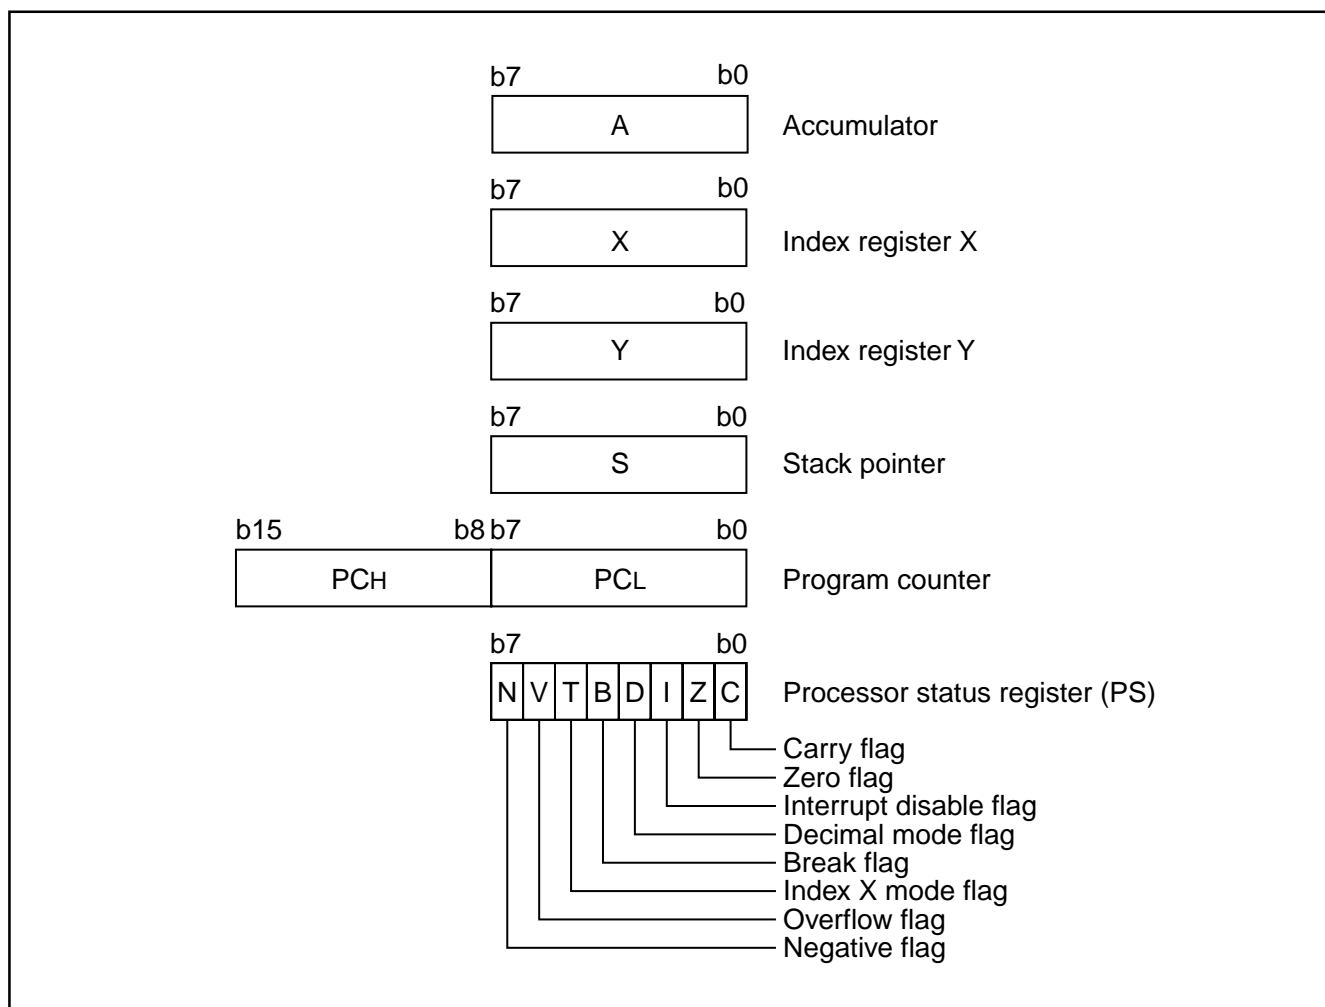 b7 b0
A Accumulator
b7 b0
X Index register X
b7 b0
Y Index register Y
b7 b0
S Stack pointer
b15 b8 b7 b0
PCH PCL Program counter
b7 b0
N V T B D I Z C Processor status register (PS)
Carry flag
Zero flag
Interrupt disable flag
Decimal mode flag
Break flag
Index X mode flag
Overflow flag
Negative flag